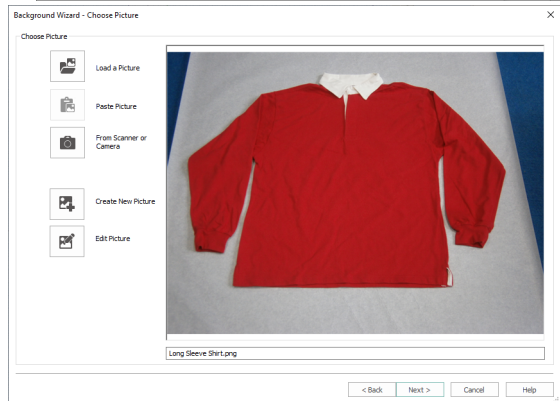 Background Wizard - Choose Picture
Choose Picture
Load a Picture
Paste Picture
From Scanner or
Camera
Create New Picture
Edit Picture
Long Sleeve Shirt.png
< Back
Next >
Cancel
Help